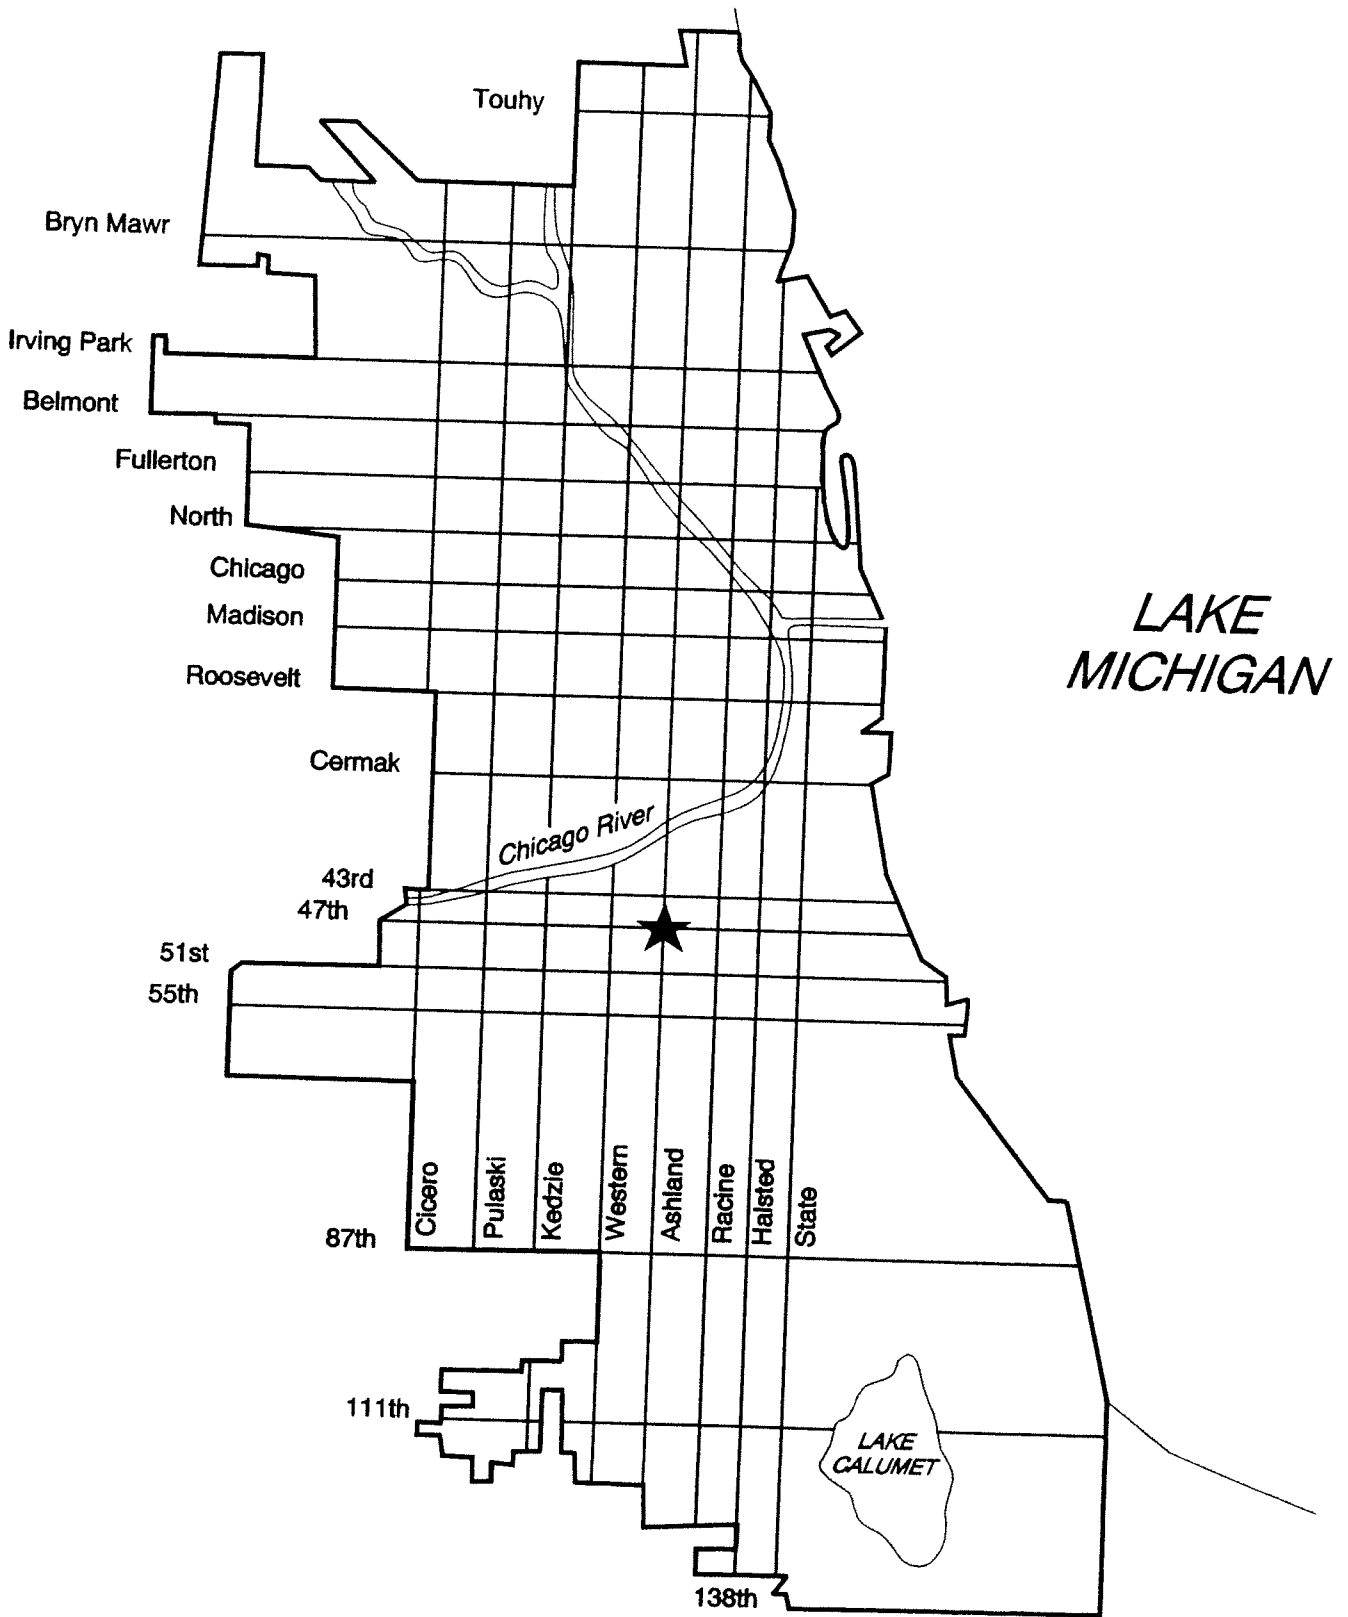 Touhy
Bryn Mawr
Irving Park
Belmont
Fullerton
North
Chicago
Madison
Roosevelt
LAKE
MICHIGAN
Cermak
Chicago River
43rd
47th
51st
55th
Cicero
Pulaski
Kedzie
Western
Ashland
Racine
Halsted
State
87th
111th
LAKE
CALUMET
138th